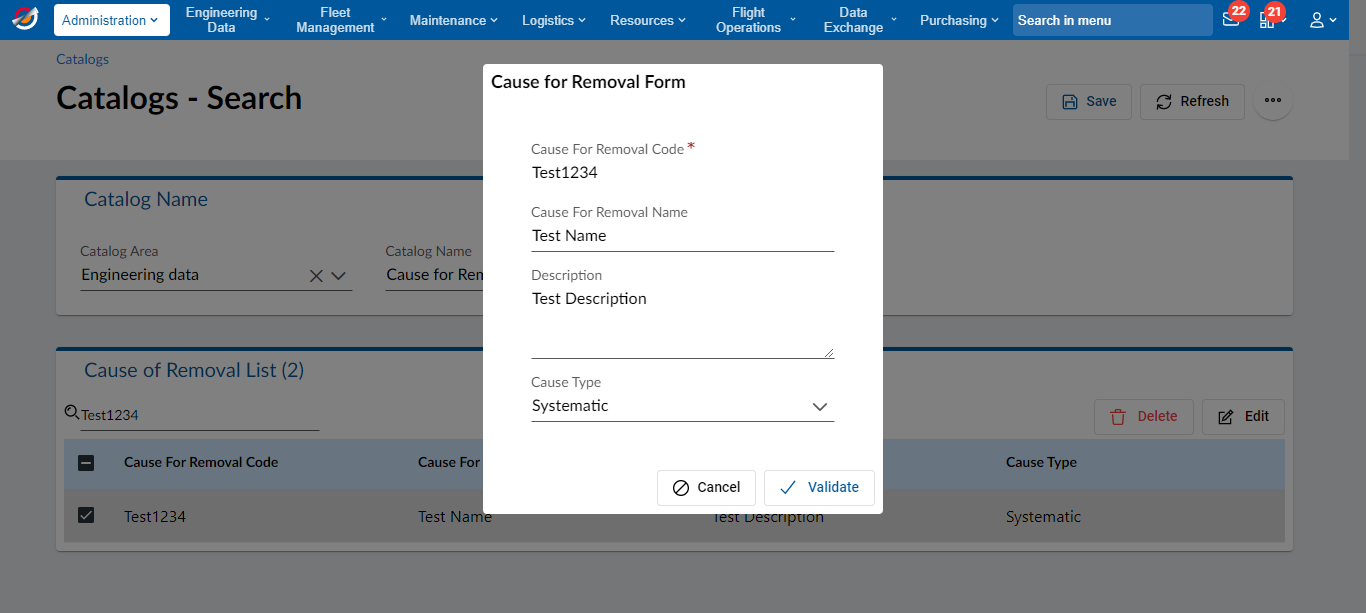 Administration
Engineering
Data
Fleet
Management
Maintenance
Logistics
Resources
Flight
Operations
Data
Exchange
Purchasing
Search in menu
22
21
Catalogs
Catalogs - Search
Save
Refresh
Catalog Name
Catalog Area
Engineering data
Catalog Name
Cause for Rem
Cause for Removal Form
Cause For Removal Code *
Test1234
Cause For Removal Name
Test Name
Description
Test Description
Cause Type
Systematic
Cancel
Validate
Cause of Removal List (2)
Test1234
Delete
Edit
Cause For Removal Code
Cause For
Cause Type
Test1234
Test Name
Test Description
Systematic